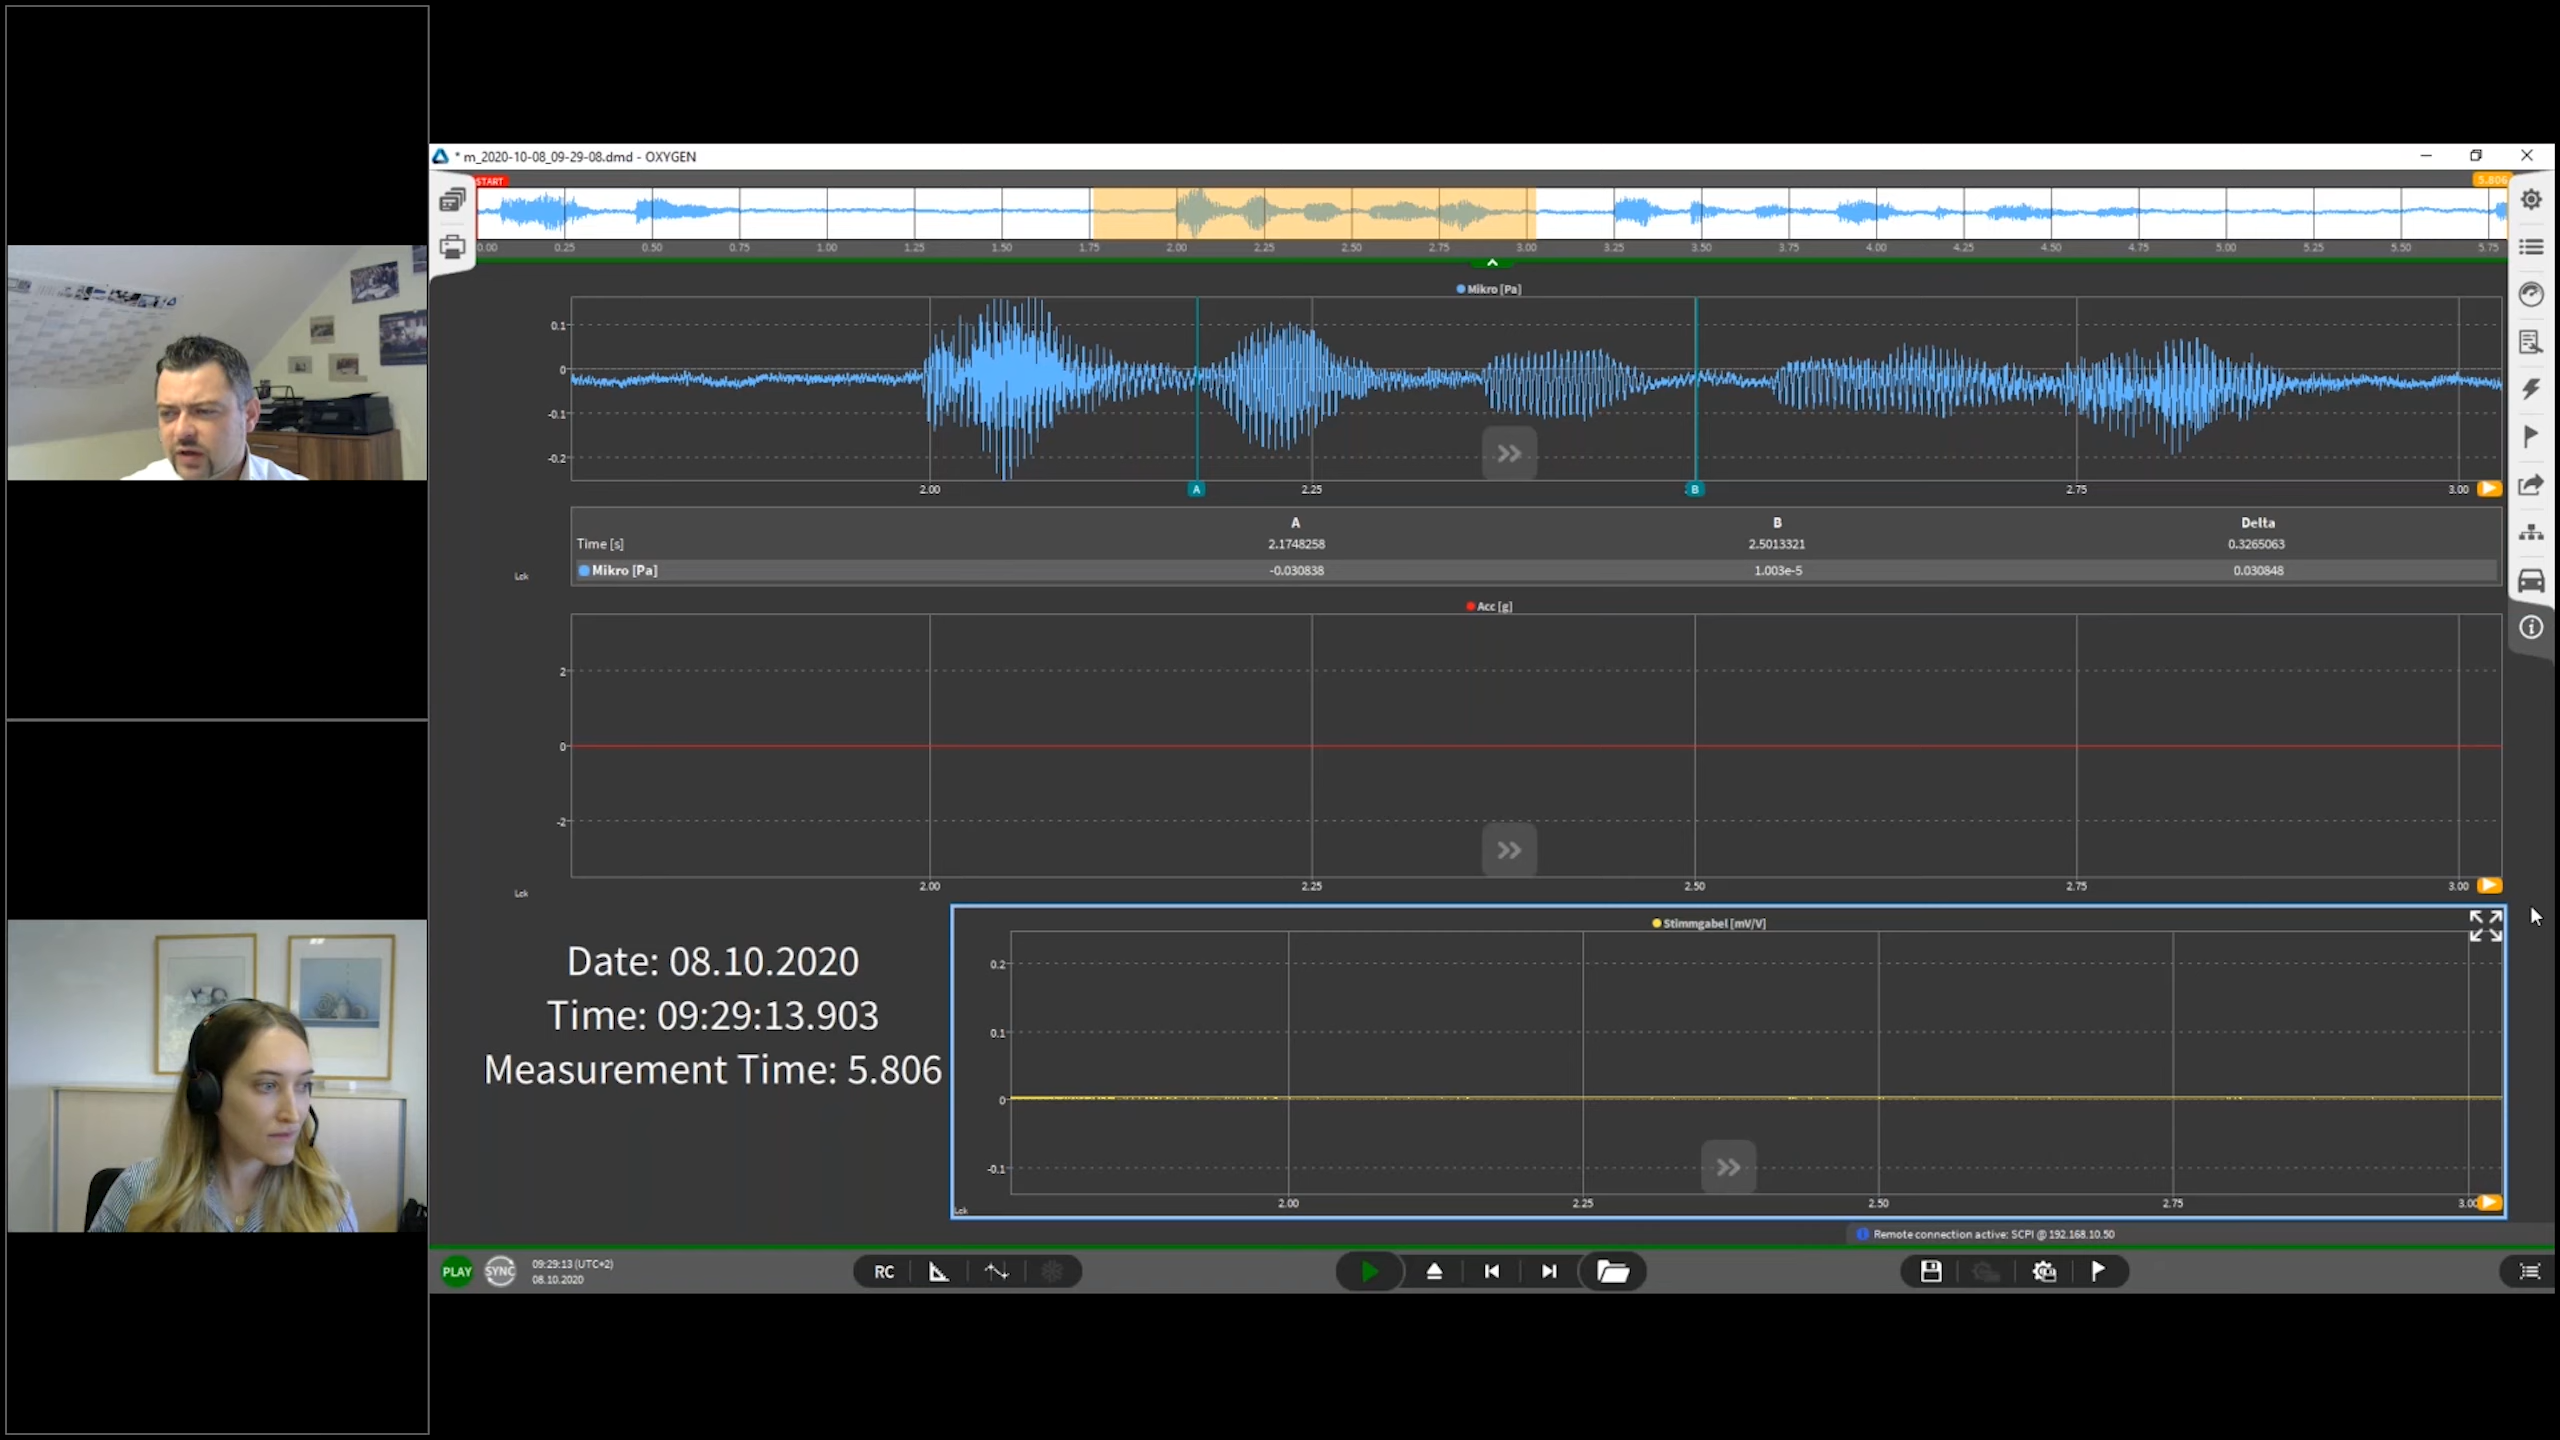 * m_2020-10-08_09-29-08.dmd - OXYGEN
START
5.806
0.00 0.25 0.50 0.75 1.00 1.25 1.50 1.75 2.00 2.25 2.50 2.75 3.00 3.25 3.50 3.75 4.00 4.25 4.50 4.75 5.00 5.25 5.50 5.75
Mikro [Pa]
0.1
0
-0.1
-0.2
2.00 A 2.25 B 2.75 3.00
A B Delta
Time [s] 2.1748258 2.5013321 0.3265063
Mikro [Pa] -0.030838 1.003e-5 0.030848
Lck
Acc [g]
2
0
-2
2.00 2.25 2.50 2.75 3.00
Lck
Date: 08.10.2020
Time: 09:29:13.903
Measurement Time: 5.806
Stimmgabel [mV/V]
0.2
0.1
0
-0.1
2.00 2.25 2.50 2.75 3.00
Lck
Remote connection active: SCPI @ 192.168.10.50
PLAY SYNC 09:29:13 (UTC+2)
08.10.2020
RC